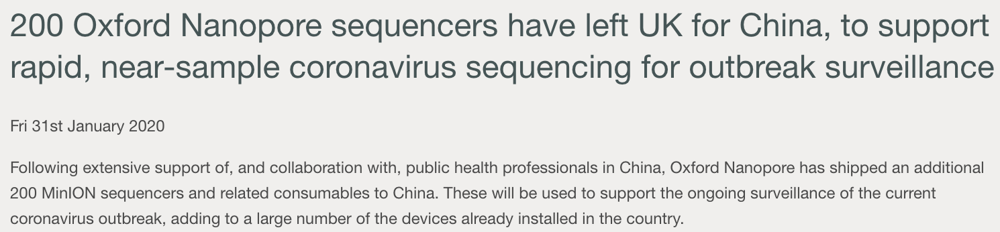 200 Oxford Nanopore sequencers have left UK for China, to support
rapid, near-sample coronavirus sequencing for outbreak surveillance
Fri 31st January 2020
Following extensive support of, and collaboration with, public health professionals in China, Oxford Nanopore has shipped an additional
200 MinION sequencers and related consumables to China. These will be used to support the ongoing surveillance of the current
coronavirus outbreak, adding to a large number of the devices already installed in the country.